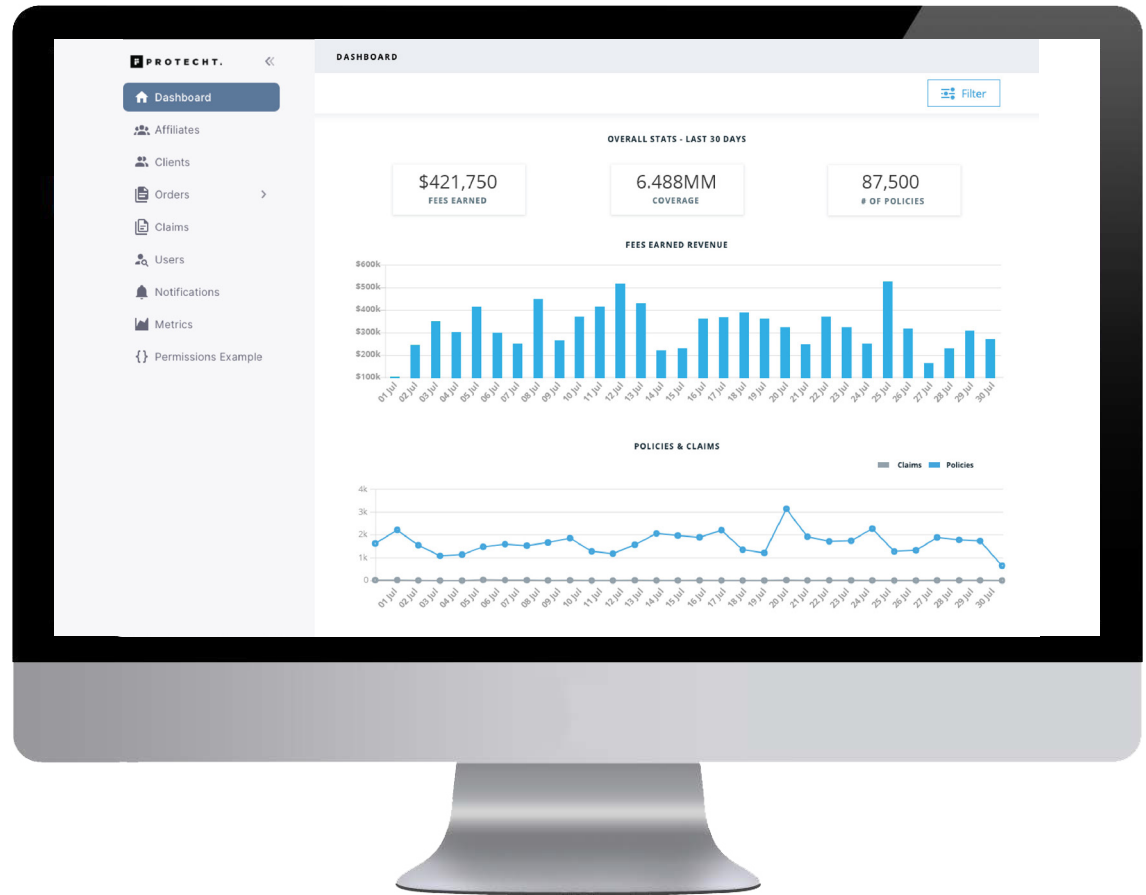 PROTECHT.
Dashboard
Affiliates
Clients
Orders
Claims
Users
Notifications
Metrics
{} Permissions Example
DASHBOARD
Filter
OVERALL STATS - LAST 30 DAYS
$421,750
FEES EARNED
6.488MM
COVERAGE
87,500
# OF POLICIES
FEES EARNED REVENUE
$600k
$500k
$400k
$300k
$200k
$100k
01 Jul 02 Jul 03 Jul 04 Jul 05 Jul 06 Jul 07 Jul 08 Jul 09 Jul 10 Jul 11 Jul 12 Jul 13 Jul 14 Jul 15 Jul 16 Jul 17 Jul 18 Jul 19 Jul 20 Jul 21 Jul 22 Jul 23 Jul 24 Jul 25 Jul 26 Jul 27 Jul 28 Jul 29 Jul 30 Jul
POLICIES & CLAIMS
Claims Policies
4k
3k
2k
1k
0
01 Jul 02 Jul 03 Jul 04 Jul 05 Jul 06 Jul 07 Jul 08 Jul 09 Jul 10 Jul 11 Jul 12 Jul 13 Jul 14 Jul 15 Jul 16 Jul 17 Jul 18 Jul 19 Jul 20 Jul 21 Jul 22 Jul 23 Jul 24 Jul 25 Jul 26 Jul 27 Jul 28 Jul 29 Jul 30 Jul